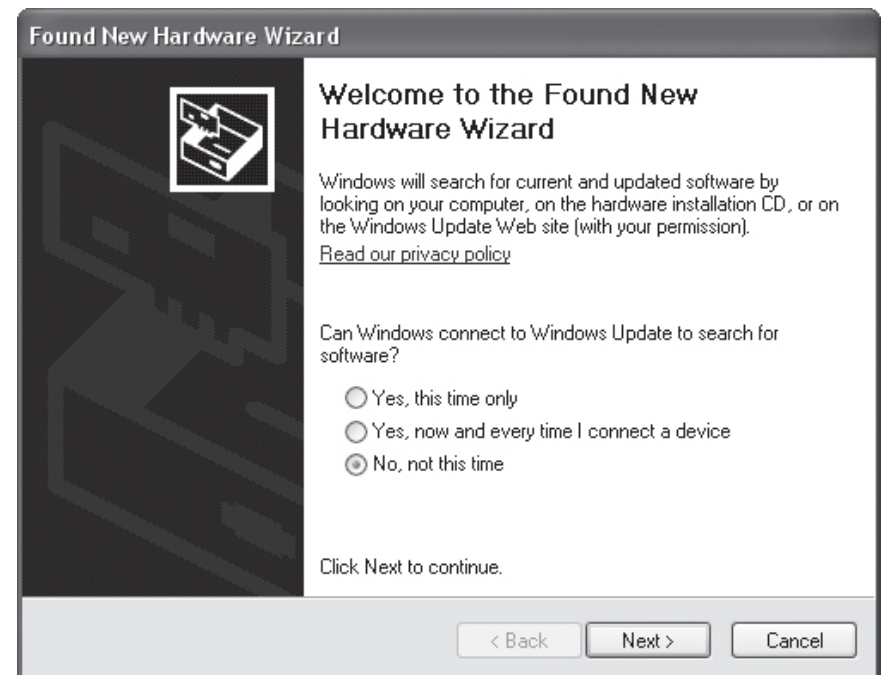 Found New Hardware Wizard
Welcome to the Found New
Hardware Wizard
Windows will search for current and updated software by
looking on your computer, on the hardware installation CD, or on
the Windows Update Web site (with your permission).
Read our privacy policy
Can Windows connect to Windows Update to search for
software?
Yes, this time only
Yes, now and every time I connect a device
No, not this time
Click Next to continue.
< Back
Next >
Cancel